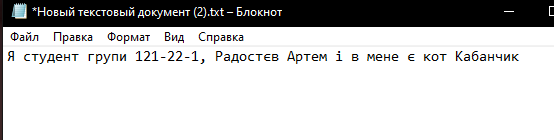 *Новый текстовый документ (2).txt – Блокнот
Файл Правка Формат Вид Справка
Я студент групи 121-22-1, Радостєв Артем і в мене є кот Кабанчик